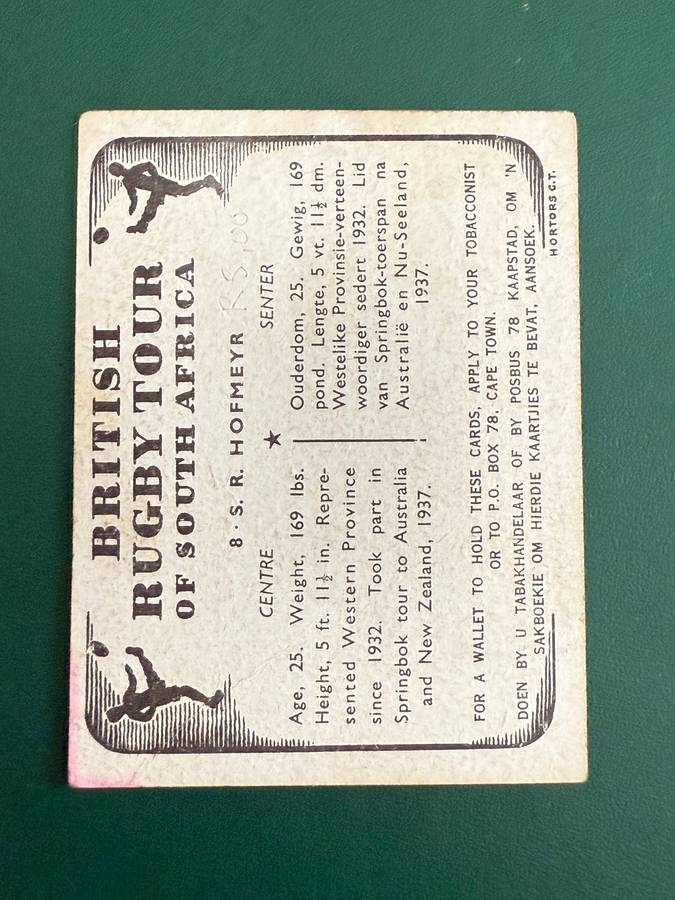 BRITISH
RUGBY TOUR
OF SOUTH AFRICA
8 · S. R. HOFMEYR R5,00
CENTRE ★ SENTER
Age, 25. Weight, 169 lbs.
Height, 5 ft. 11½ in. Repre-
sented Western Province
since 1932. Took part in
Springbok tour to Australia
and New Zealand, 1937.
Ouderdom, 25. Gewig, 169
pond. Lengte, 5 vt. 11½ dm.
Westelike Provinsie-verteen-
woordiger sedert 1932. Lid
van Springbok-toerspan na
Australië en Nu-Seeland,
1937.
FOR A WALLET TO HOLD THESE CARDS, APPLY TO YOUR TOBACCONIST
OR TO P.O. BOX 78, CAPE TOWN.
DOEN BY U TABAKHANDELAAR OF BY POSBUS 78 KAAPSTAD, OM 'N
SAKBOEKIE OM HIERDIE KAARTJIES TE BEVAT, AANSOEK.
HORTORS C.T.